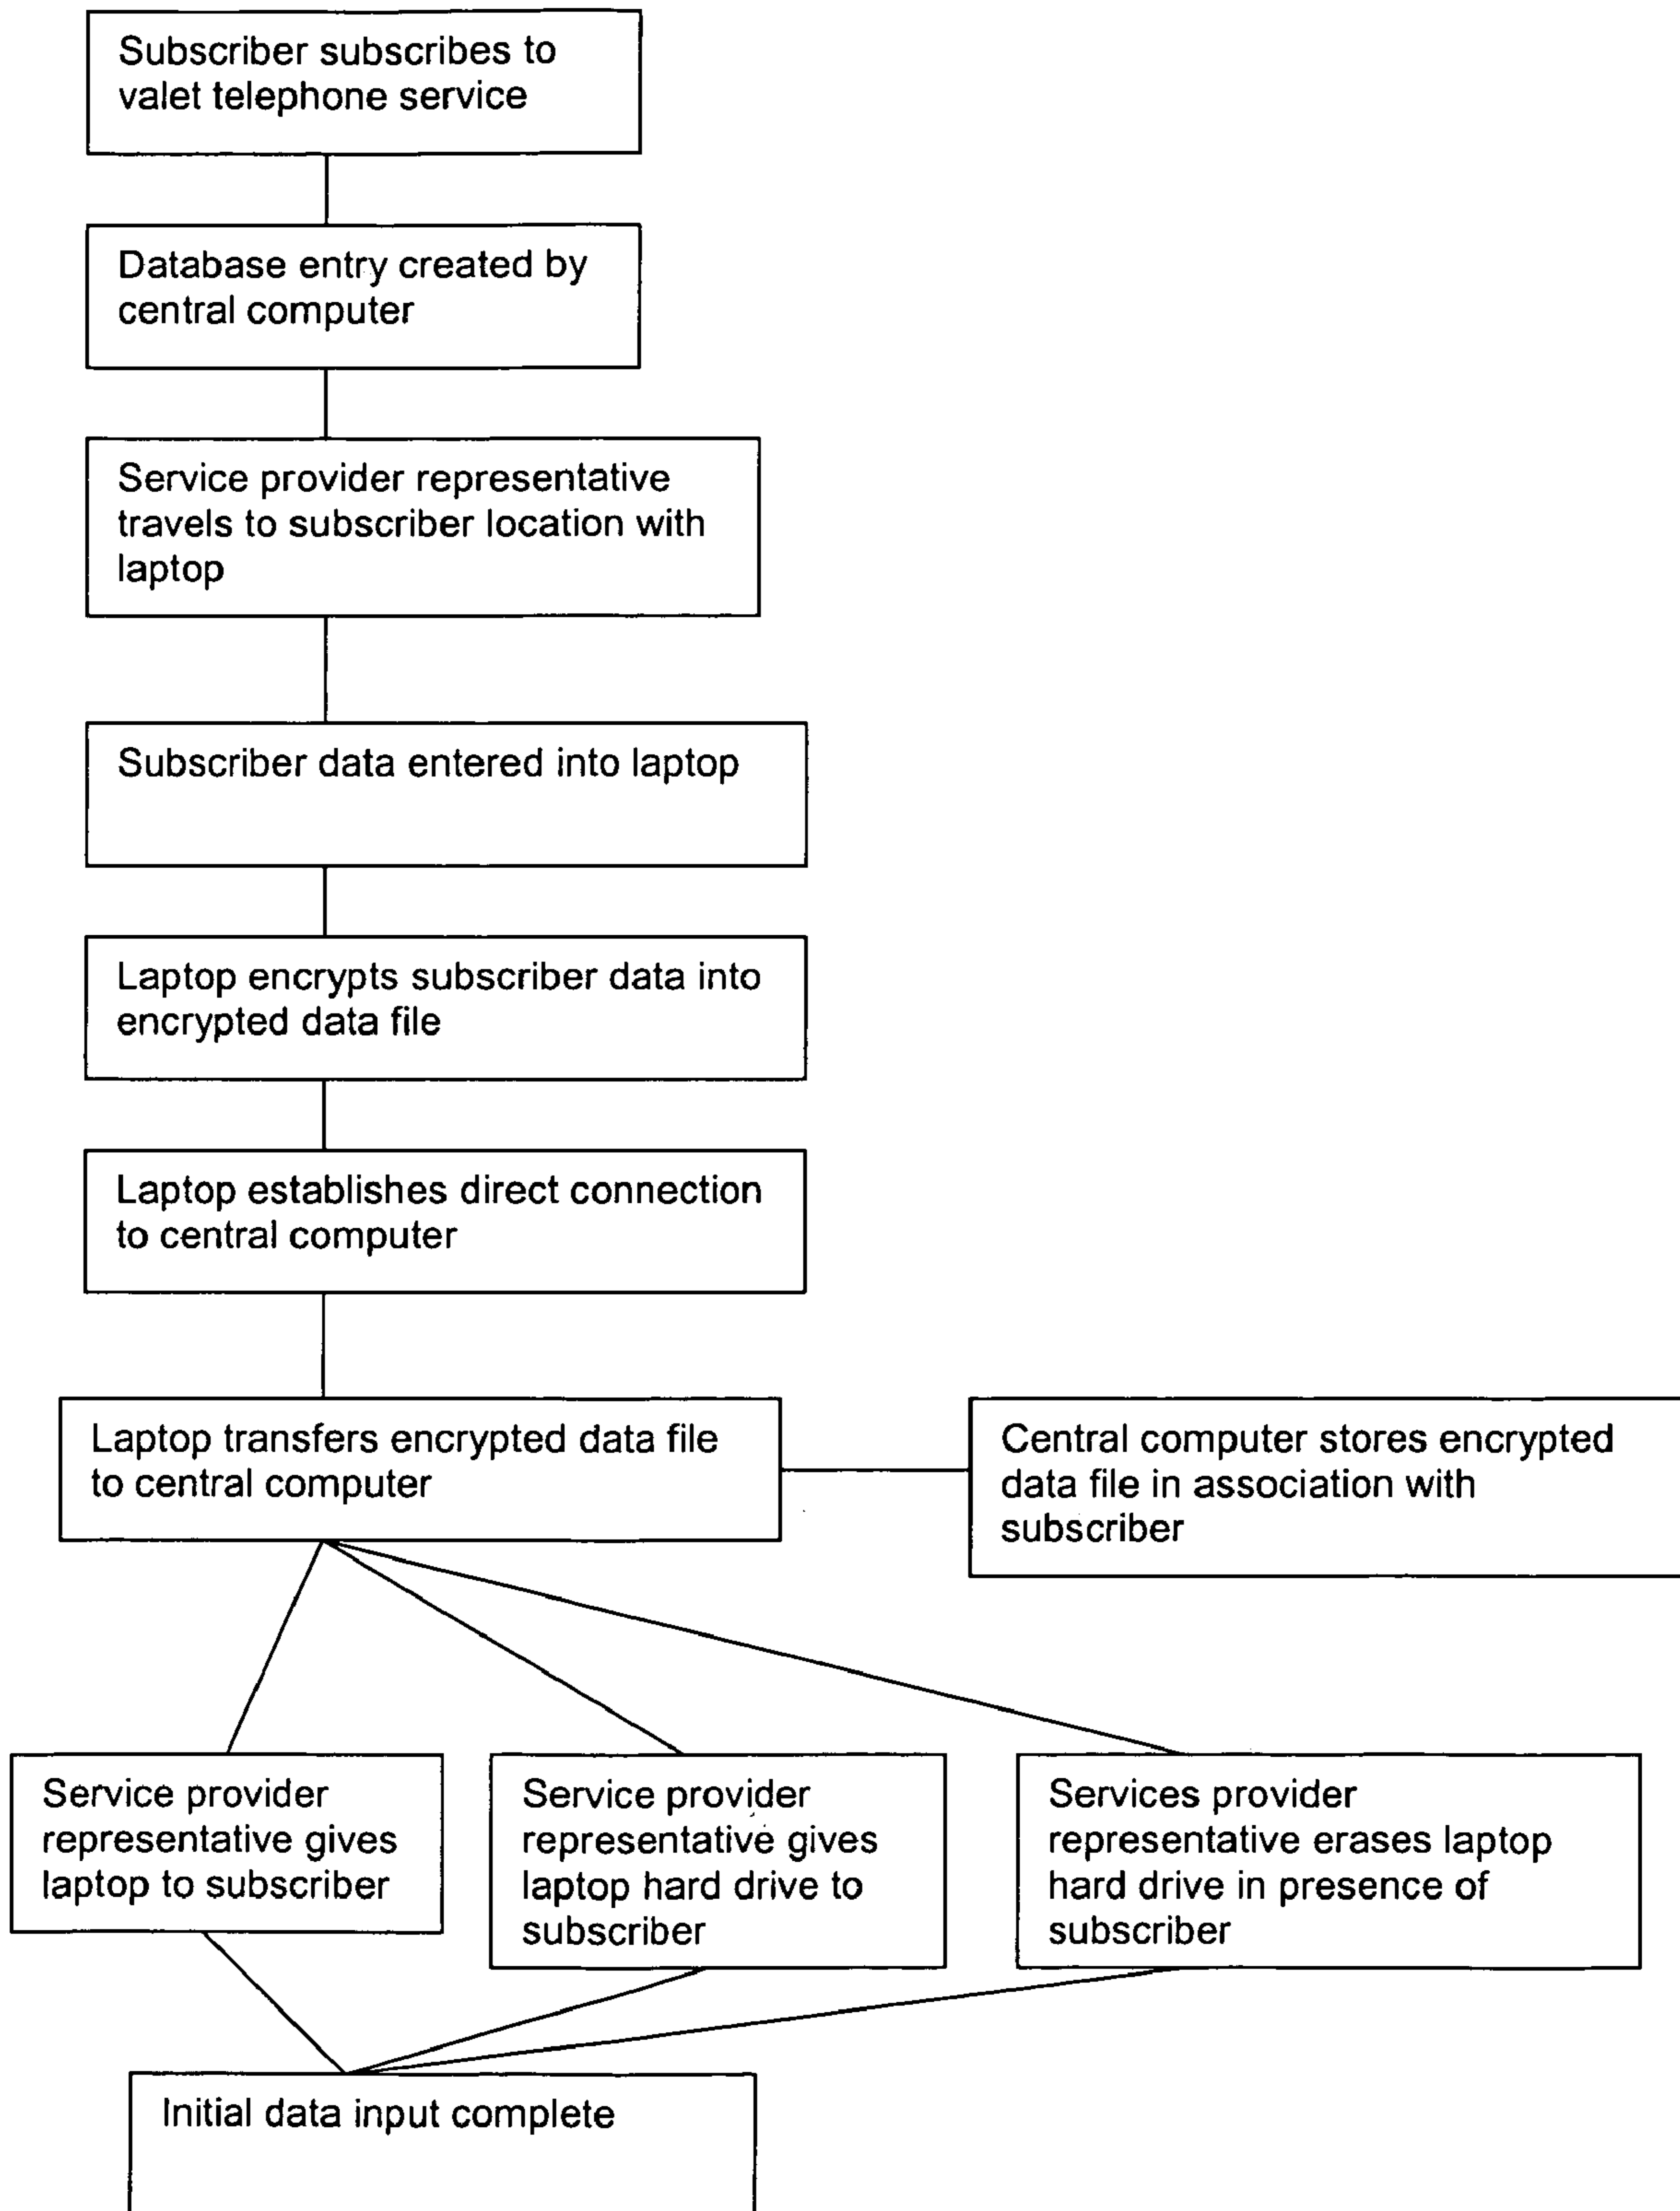 Subscriber subscribes to
valet telephone service
Database entry created by
central computer
Service provider representative
travels to subscriber location with
laptop
Subscriber data entered into laptop
Laptop encrypts subscriber data into
encrypted data file
Laptop establishes direct connection
to central computer
Laptop transfers encrypted data file
to central computer
Central computer stores encrypted
data file in association with
subscriber
Service provider
representative gives
laptop to subscriber
Service provider
representative gives
laptop hard drive to
subscriber
Services provider
representative erases laptop
hard drive in presence of
subscriber
Initial data input complete